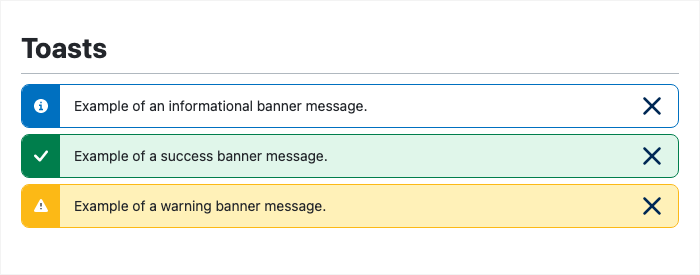 Toasts
Example of an informational banner message.
Example of a success banner message.
Example of a warning banner message.